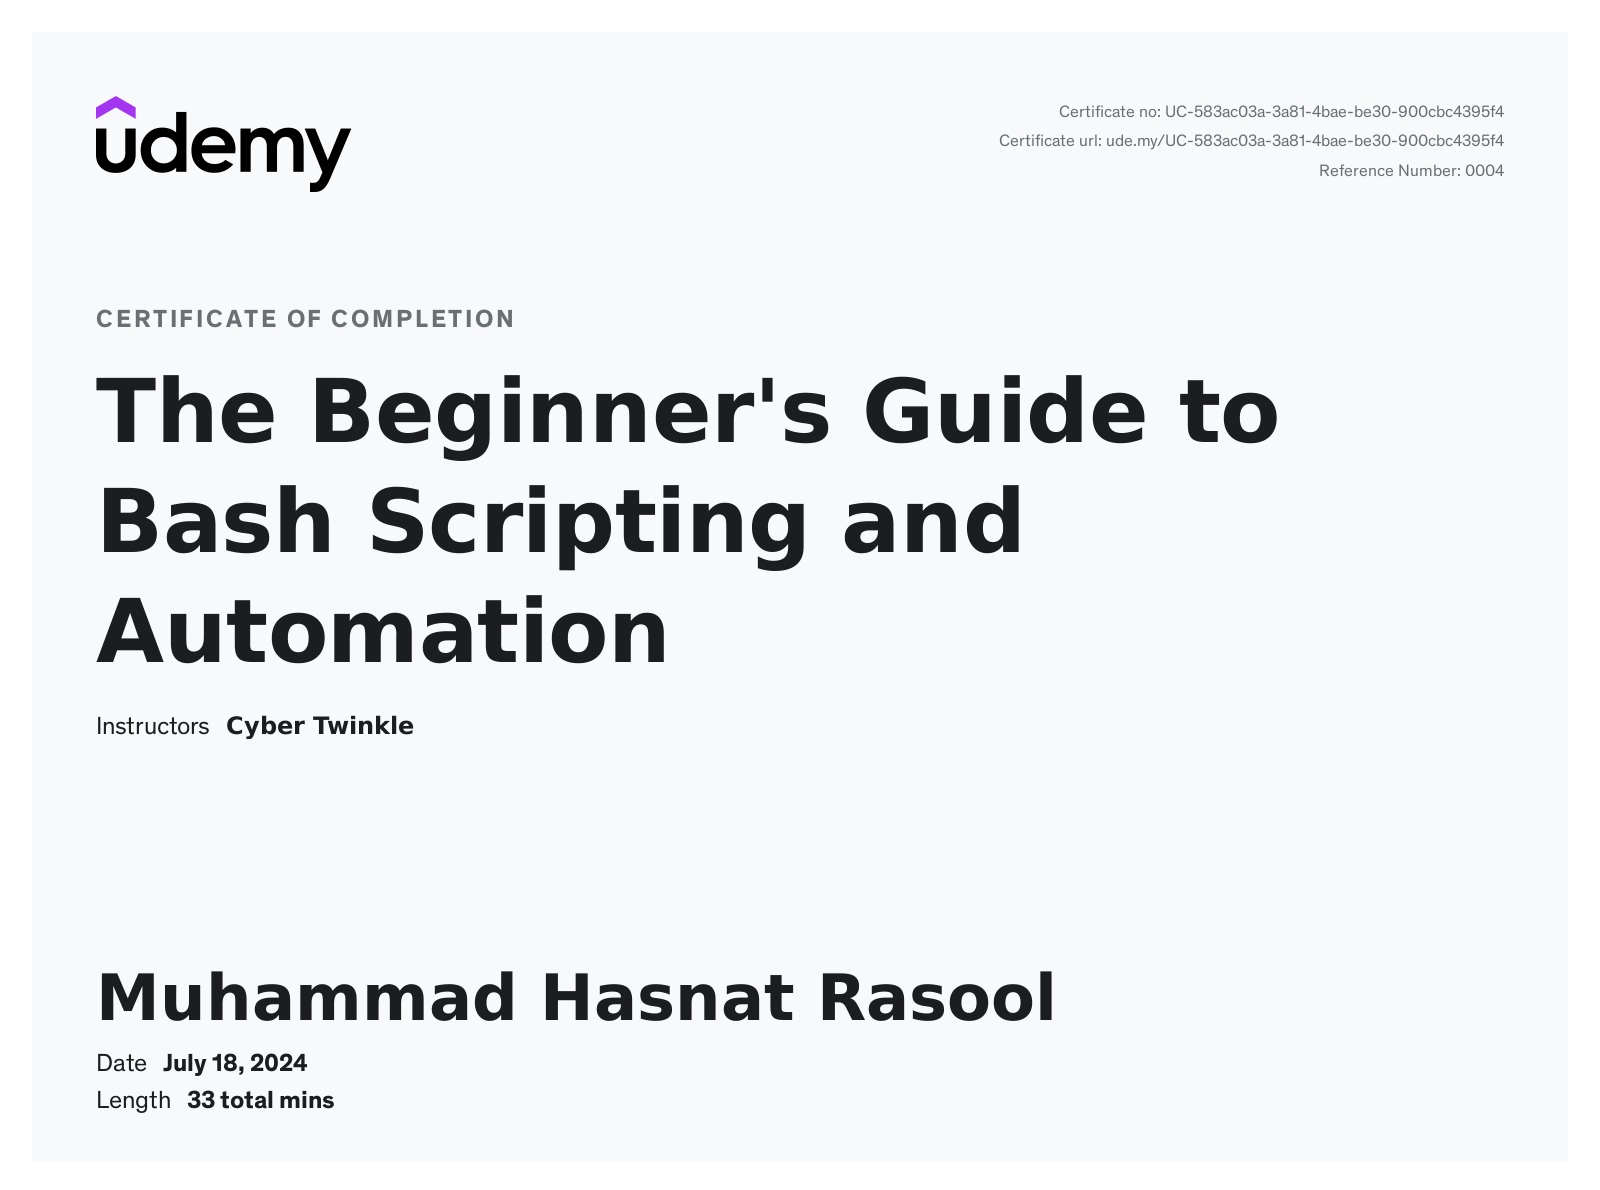 udemy
Certificate no: UC-583ac03a-3a81-4bae-be30-900cbc4395f4
Certificate url: ude.my/UC-583ac03a-3a81-4bae-be30-900cbc4395f4
Reference Number: 0004
CERTIFICATE OF COMPLETION
The Beginner's Guide to
Bash Scripting and
Automation
Instructors Cyber Twinkle
Muhammad Hasnat Rasool
Date July 18, 2024
Length 33 total mins